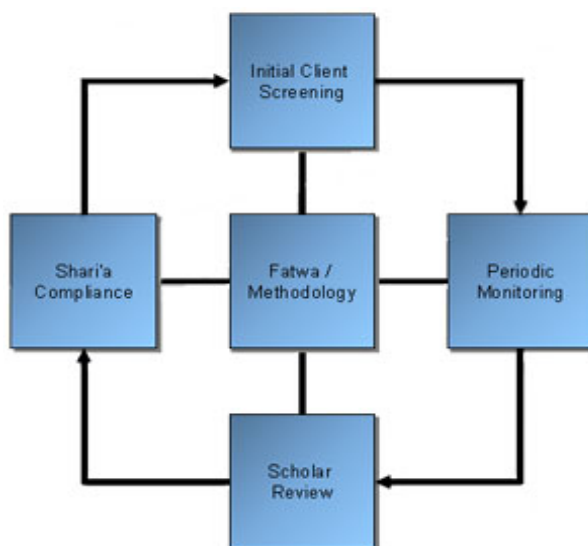 Initial Client
Screening
Shari'a
Compliance
Fatwa /
Methodology
Periodic
Monitoring
Scholar
Review